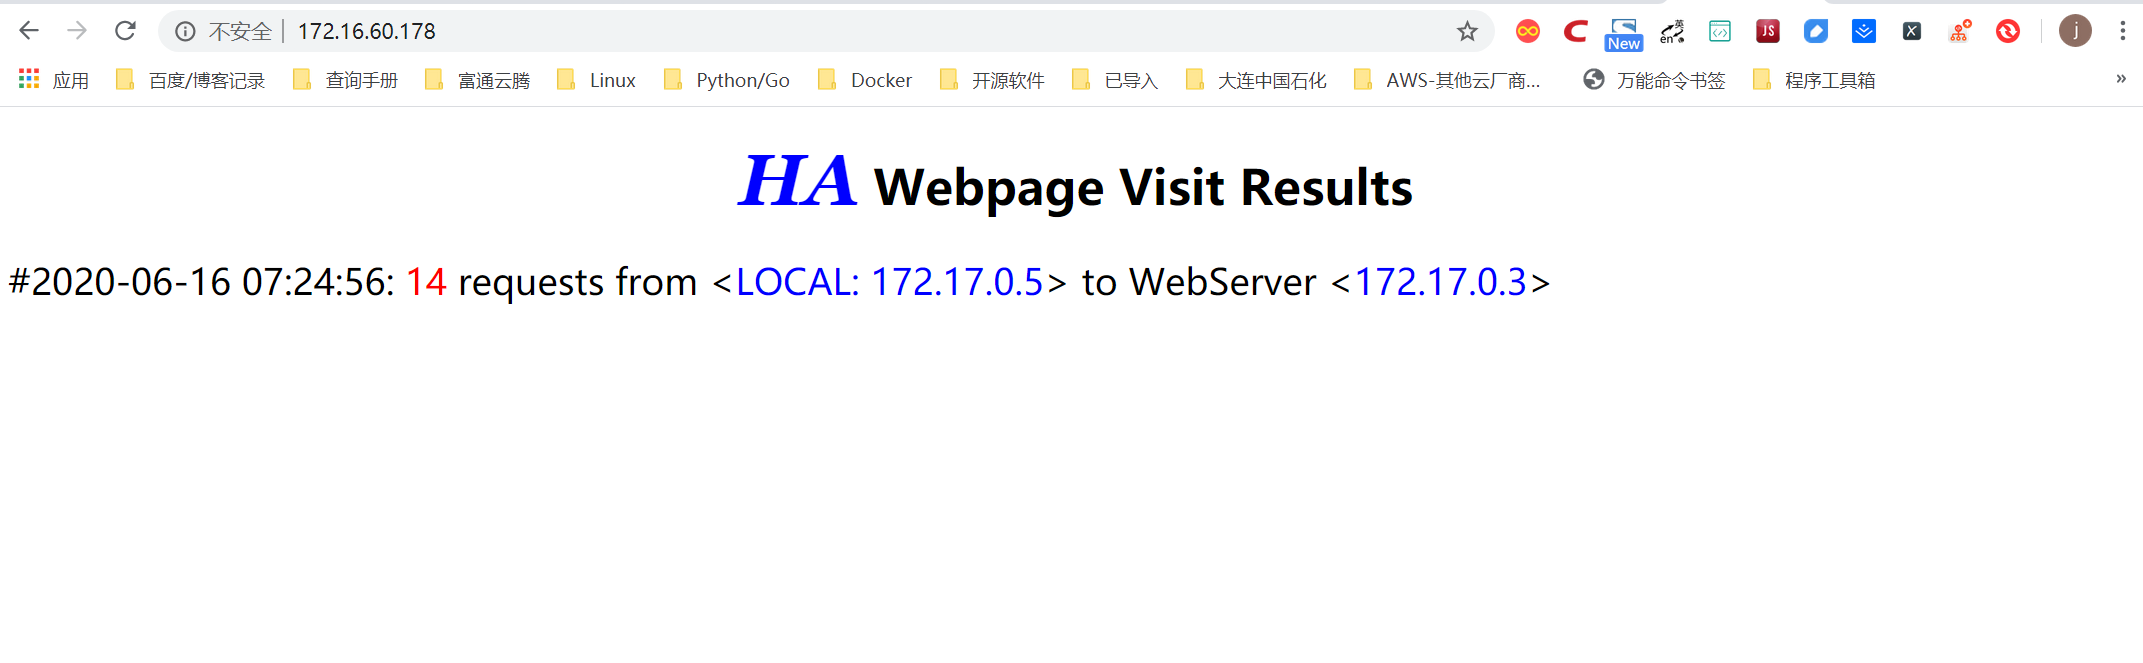 不安全 | 172.16.60.178
New 英 en JS X j
应用 百度/博客记录 查询手册 富通云腾 Linux Python/Go Docker 开源软件 已导入 大连中国石化 AWS-其他云厂商... 万能命令书签 程序工具箱 »
HA Webpage Visit Results
#2020-06-16 07:24:56: 14 requests from <LOCAL: 172.17.0.5> to WebServer <172.17.0.3>